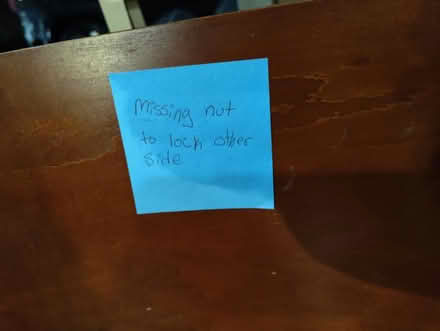 missing nut
to lock other
side